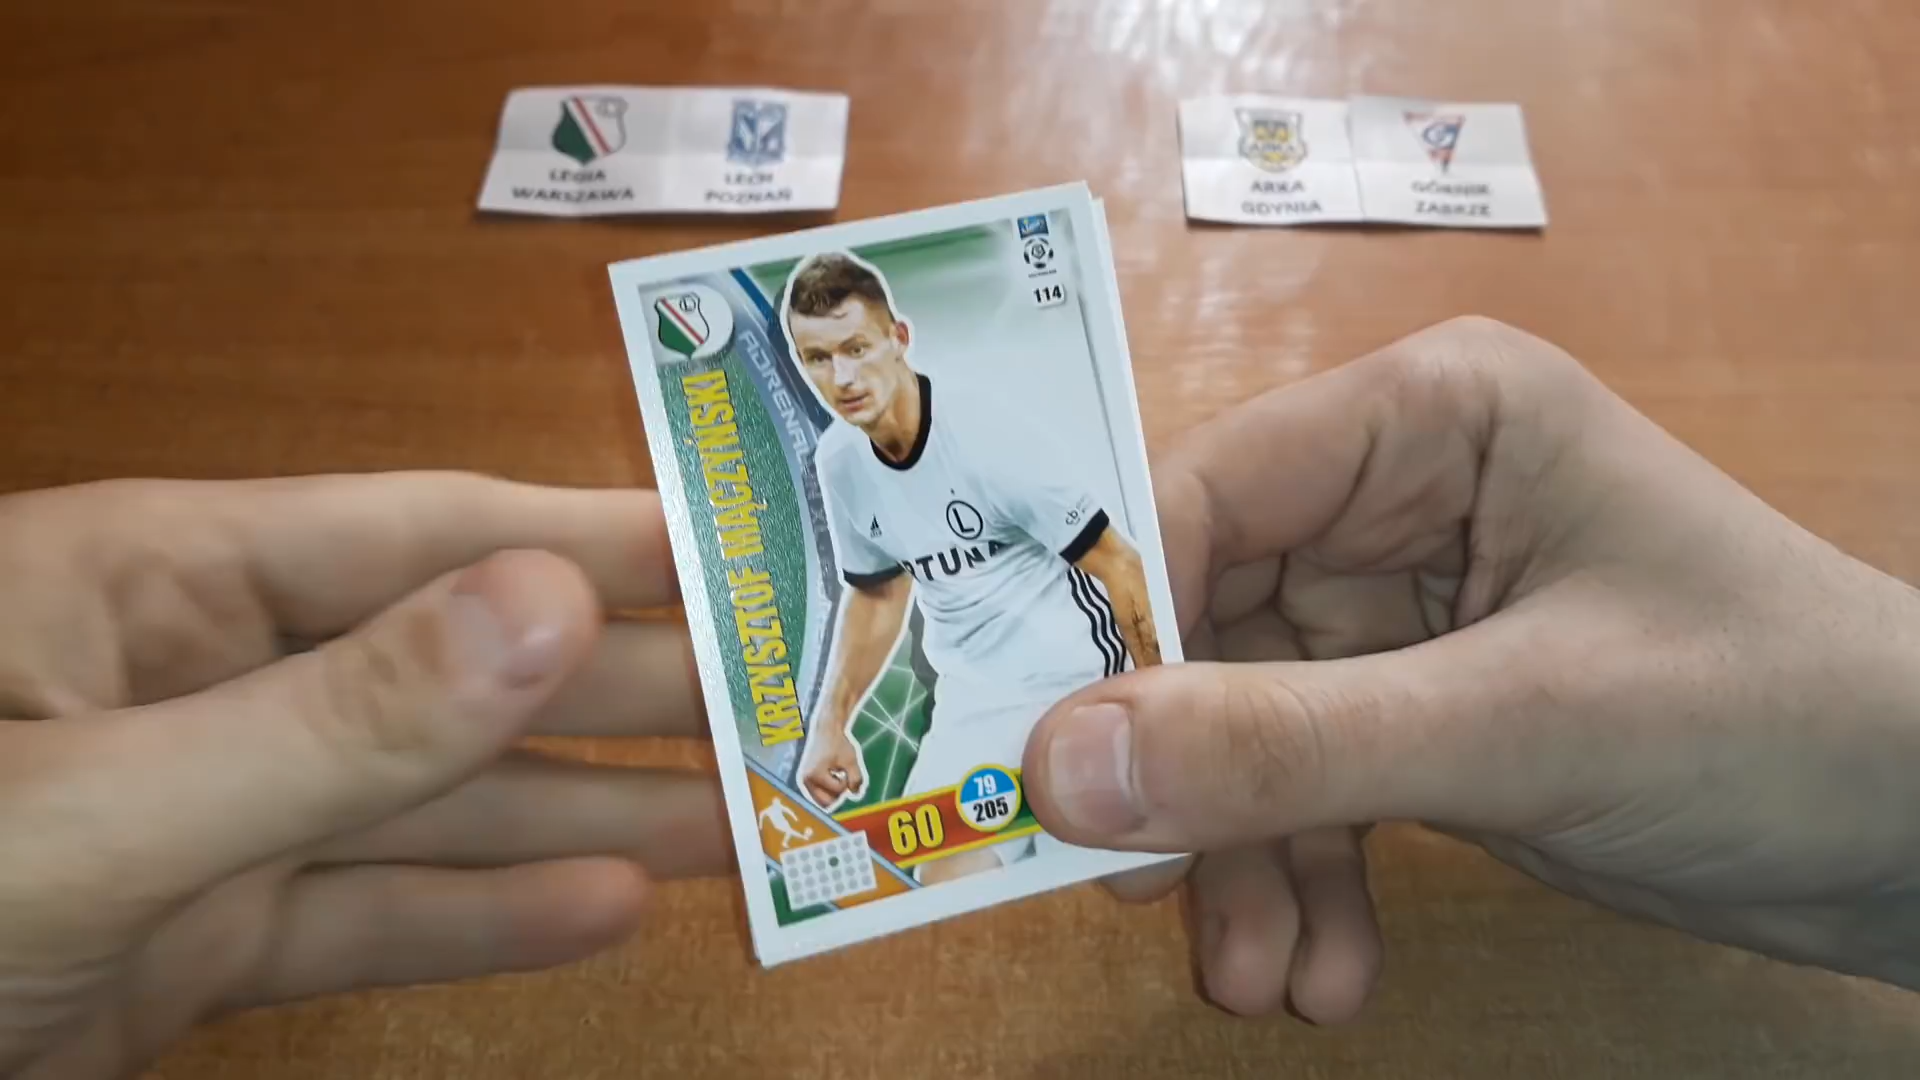 LEGIA
WARSZAWA
LECH
POZNAŃ
ARKA
GDYNIA
GÓRNIK
ZABRZE
114
L
ADRENALYN XL
KRZYSZTOF MĄCZYŃSKI
L
RTUNA
60
79
205